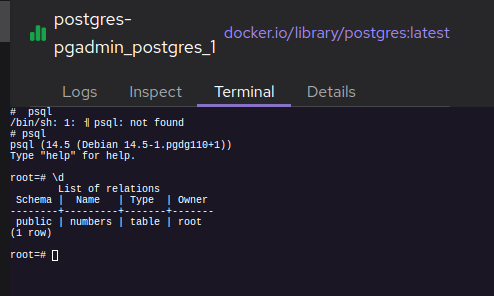 postgres-
pgadmin_postgres_1
docker.io/library/postgres:latest
Logs Inspect Terminal Details
#  psql
/bin/sh: 1: psql: not found
# psql
psql (14.5 (Debian 14.5-1.pgdg110+1))
Type "help" for help.
root=# \d
List of relations
Schema | Name | Type | Owner
--------+---------+-------+-------
public | numbers | table | root
(1 row)
root=#